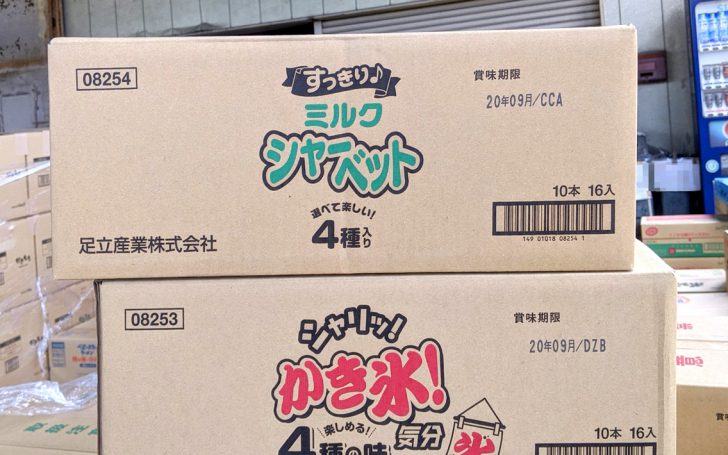 08254
すっきり♪
ミルク
シャーベット
選べて楽しい!
4種入り
足立産業株式会社
賞味期限
20年09月/CCA
10本 16入
149 01018 08254 1
08253
シャリッ!
かき氷!
気分
楽しめる!
4種の味
氷
賞味期限
20年09月/DZB
10本 16入